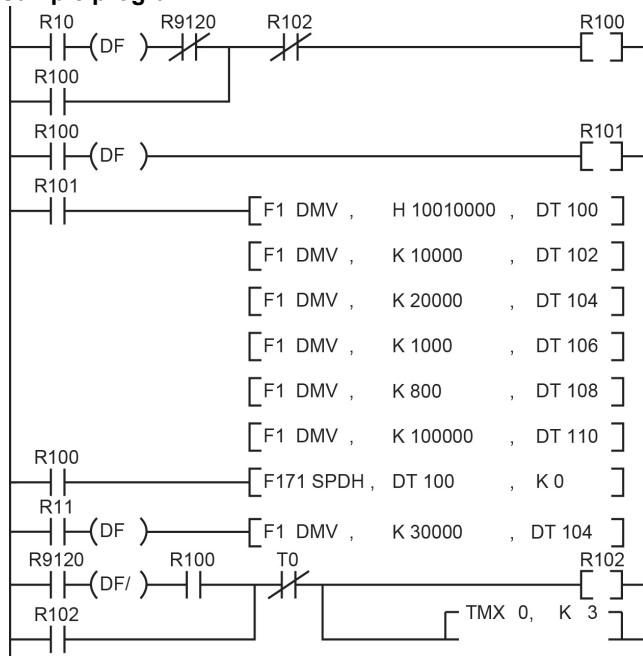 R10 R9120 R102 R100
DF
R100
R100 R101
DF
R101
F1 DMV , H 10010000 , DT 100
F1 DMV , K 10000 , DT 102
F1 DMV , K 20000 , DT 104
F1 DMV , K 1000 , DT 106
F1 DMV , K 800 , DT 108
F1 DMV , K 100000 , DT 110
R100
F171 SPDH , DT 100 , K 0
R11
DF F1 DMV , K 30000 , DT 104
R9120 R100 T0 R102
DF/
R102
TMX 0, K 3